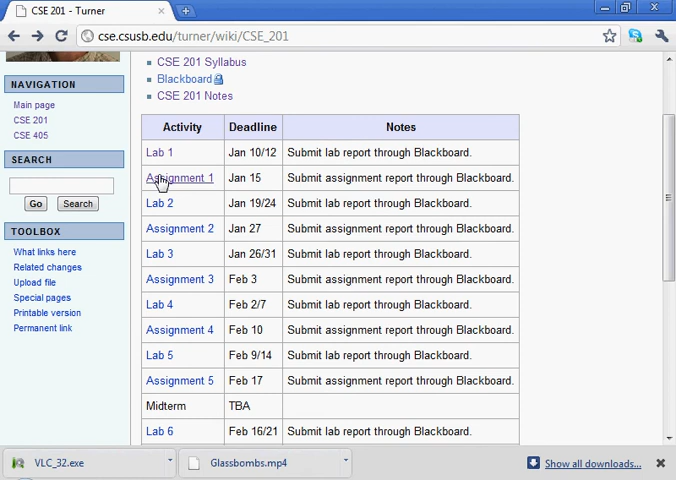 CSE 201 - Turner
cse.csusb.edu/turner/wiki/CSE_201
NAVIGATION
Main page
CSE 201
CSE 405
SEARCH
Go Search
TOOLBOX
What links here
Related changes
Upload file
Special pages
Printable version
Permanent link
CSE 201 Syllabus
Blackboard
CSE 201 Notes
Activity Deadline Notes
Lab 1 Jan 10/12 Submit lab report through Blackboard.
Assignment 1 Jan 15 Submit assignment report through Blackboard.
Lab 2 Jan 19/24 Submit lab report through Blackboard.
Assignment 2 Jan 27 Submit assignment report through Blackboard.
Lab 3 Jan 26/31 Submit lab report through Blackboard.
Assignment 3 Feb 3 Submit assignment report through Blackboard.
Lab 4 Feb 2/7 Submit lab report through Blackboard.
Assignment 4 Feb 10 Submit assignment report through Blackboard.
Lab 5 Feb 9/14 Submit lab report through Blackboard.
Assignment 5 Feb 17 Submit assignment report through Blackboard.
Midterm TBA
Lab 6 Feb 16/21 Submit lab report through Blackboard.
VLC_32.exe Glassbombs.mp4 Show all downloads...